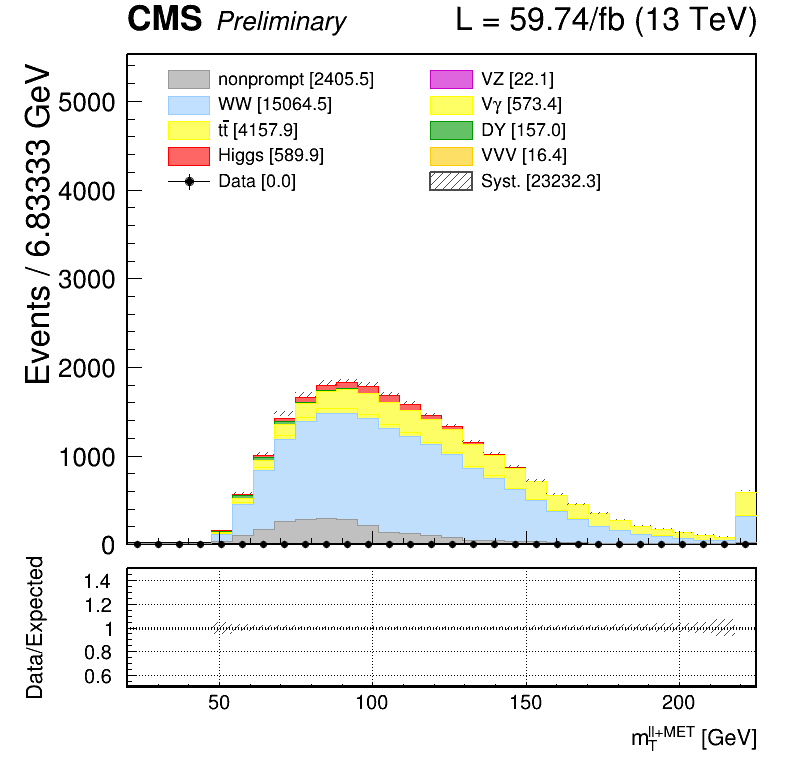 CMS Preliminary L = 59.74/fb (13 TeV)
Events / 6.83333 GeV
5000
4000
3000
2000
1000
0
nonprompt [2405.5]
WW [15064.5]
tt̄ [4157.9]
Higgs [589.9]
Data [0.0]
VZ [22.1]
Vγ [573.4]
DY [157.0]
VVV [16.4]
Syst. [23232.3]
Data/Expected
1.4
1.2
1
0.8
0.6
50 100 150 200
m_T^{ll+MET} [GeV]